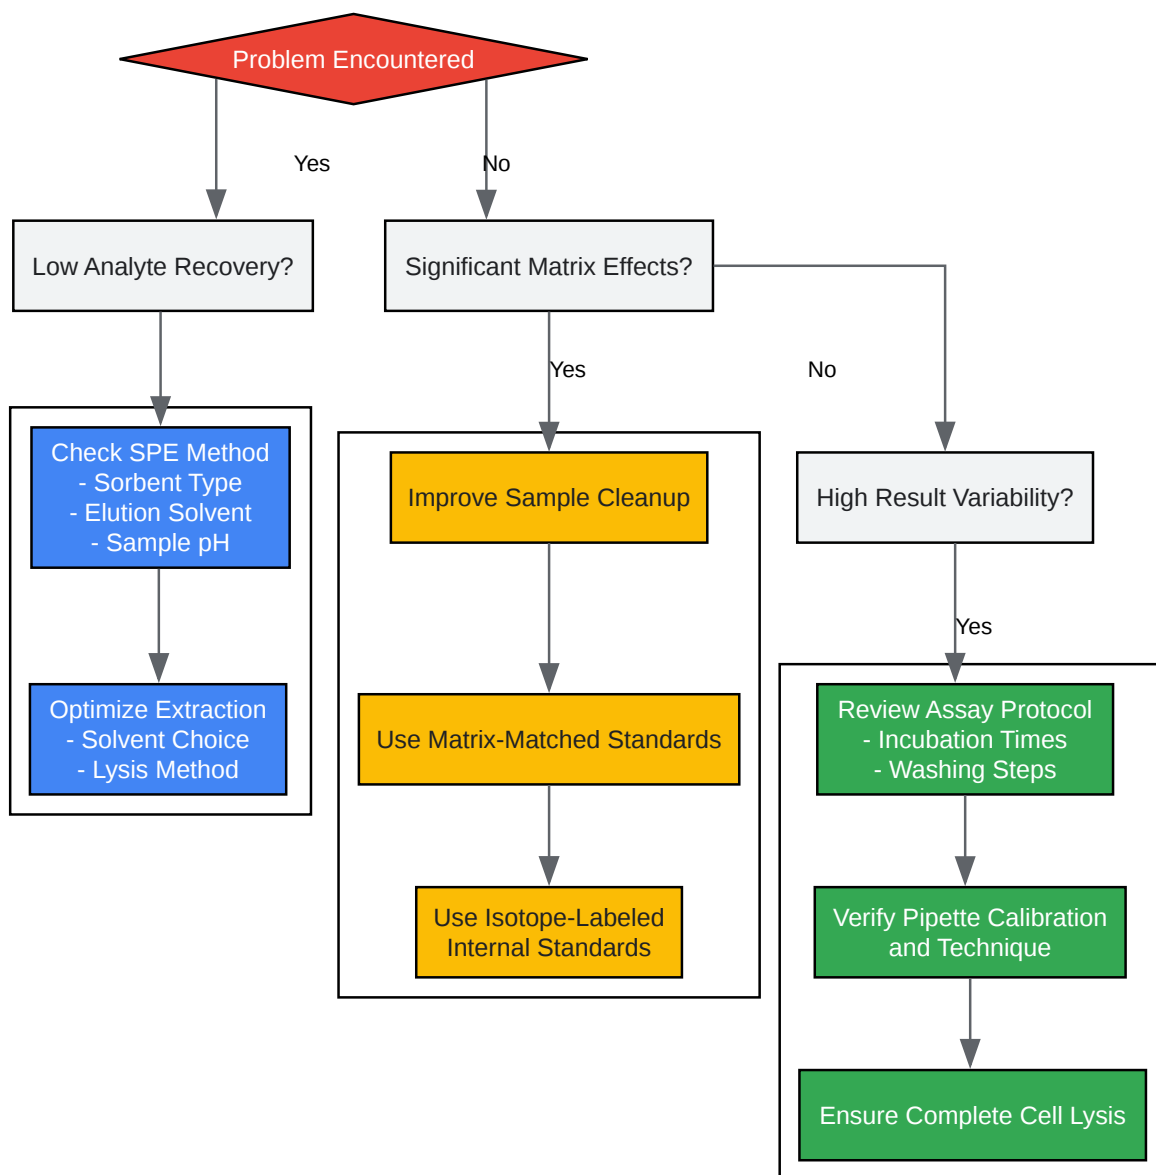 Problem Encountered
Yes
No
Low Analyte Recovery?
Significant Matrix Effects?
Yes
No
Check SPE Method
- Sorbent Type
- Elution Solvent
- Sample pH
Improve Sample Cleanup
High Result Variability?
Yes
Optimize Extraction
- Solvent Choice
- Lysis Method
Use Matrix-Matched Standards
Review Assay Protocol
- Incubation Times
- Washing Steps
Use Isotope-Labeled
Internal Standards
Verify Pipette Calibration
and Technique
Ensure Complete Cell Lysis